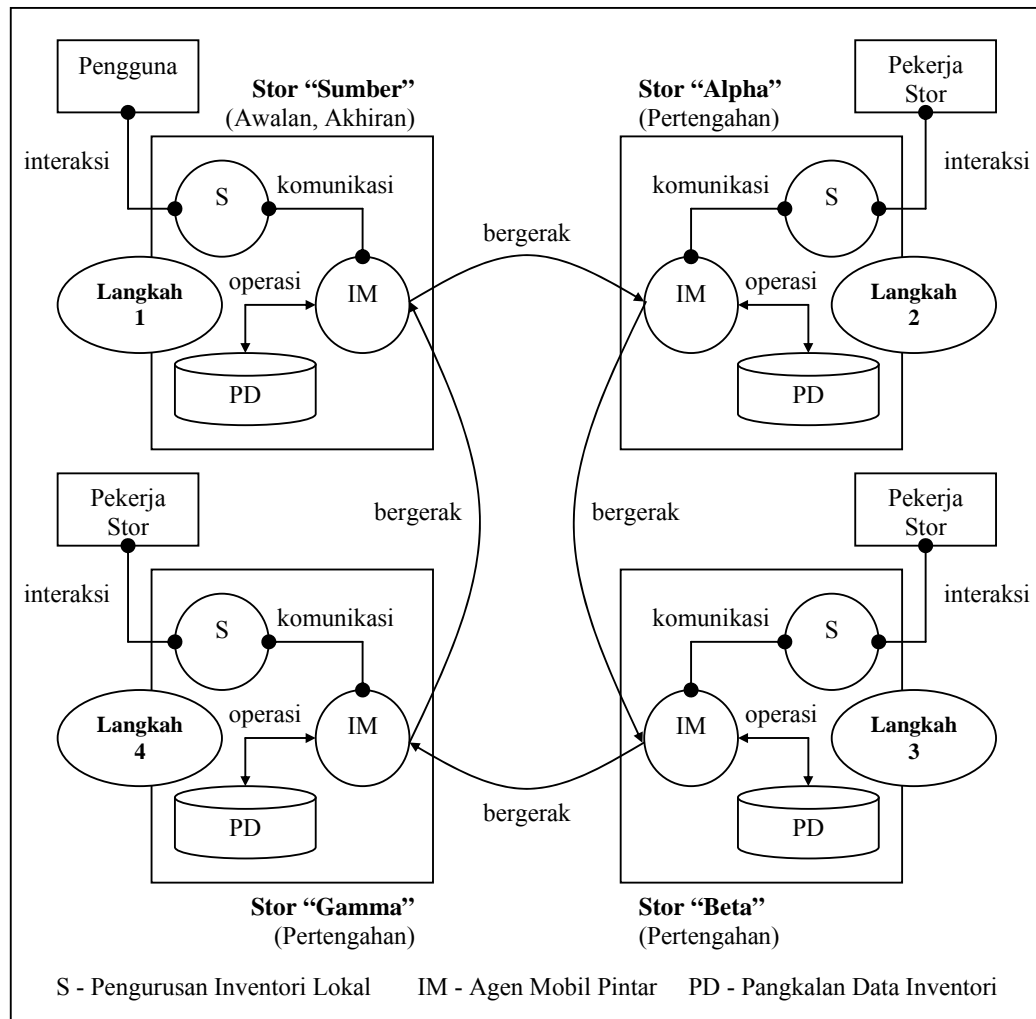 Pengguna
Stor “Sumber”
(Awalan, Akhiran)
interaksi
S
komunikasi
Langkah
1
operasi
IM
PD
bergerak
Stor “Alpha”
(Pertengahan)
Pekerja
Stor
interaksi
komunikasi
S
IM
operasi
Langkah
2
PD
bergerak
bergerak
Pekerja
Stor
interaksi
S
komunikasi
Langkah
4
operasi
IM
PD
Stor “Gamma”
(Pertengahan)
bergerak
Pekerja
Stor
interaksi
komunikasi
S
IM
operasi
Langkah
3
PD
Stor “Beta”
(Pertengahan)
S - Pengurusan Inventori Lokal IM - Agen Mobil Pintar PD - Pangkalan Data Inventori